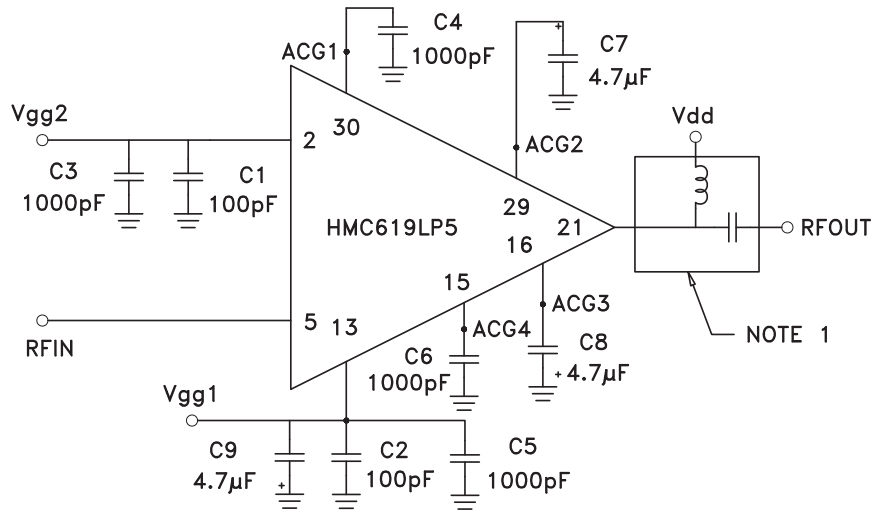 C4
1000pF
ACG1
C7
4.7μF
+
Vgg2
30
Vdd
2
ACG2
C3
1000pF
C1
100pF
29
HMC619LP5
21
RFOUT
16
15
5
13
ACG3
ACG4
NOTE 1
RFIN
C6
1000pF
C8
+ 4.7μF
Vgg1
C9
4.7μF
+
C2
100pF
C5
1000pF